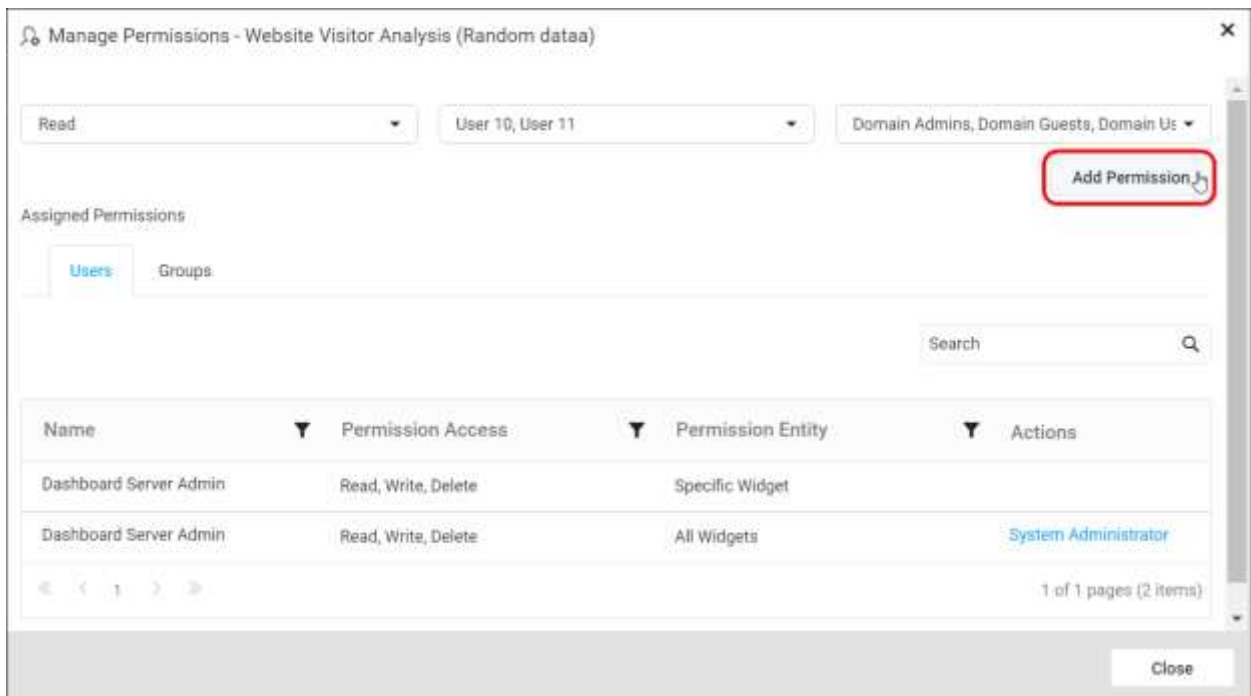 Manage Permissions - Website Visitor Analysis (Random dataa)
Read
User 10, User 11
Domain Admins, Domain Guests, Domain Us
Add Permission
Assigned Permissions
Users Groups
Search
Name Permission Access Permission Entity Actions
Dashboard Server Admin Read, Write, Delete Specific Widget
Dashboard Server Admin Read, Write, Delete All Widgets System Administrator
1 1 of 1 pages (2 items)
Close